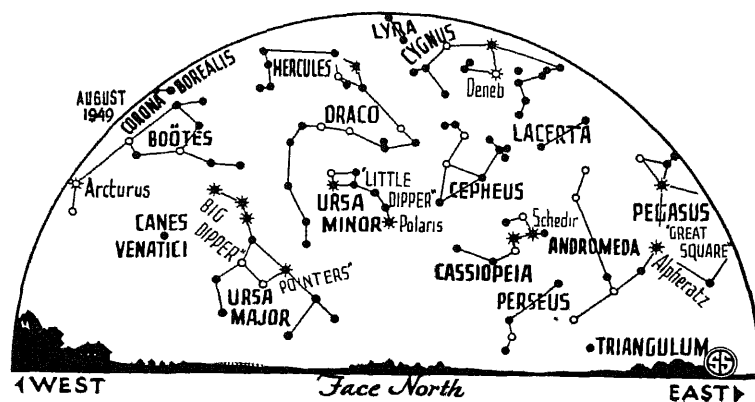 LYRA
CYGNUS
HERCULES
Deneb
AUGUST
1949
CORONA BOREALIS
BOÖTES
DRACO
LACERTA
Arcturus
"LITTLE
DIPPER"
URSA
MINOR
Polaris
CEPHEUS
PEGASUS
"GREAT
SQUARE"
CANES
VENATICI
BIG
DIPPER"
Schedir
ANDROMEDA
Alpheratz
CASSIOPEIA
POINTERS"
URSA
MAJOR
PERSEUS
TRIANGULUM
SS
WEST
Face North
EAST